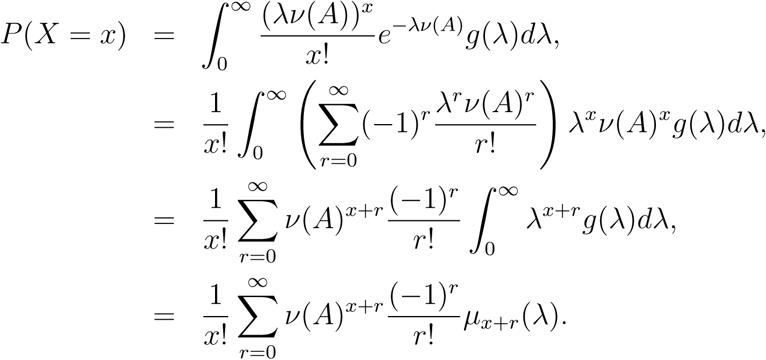 P(X = x) = ∫_0^∞ (λν(A))^x / x! e^{−λν(A)} g(λ)dλ,
= 1/x! ∫_0^∞ ( ∑_{r=0}^∞ (−1)^r λ^r ν(A)^r / r! ) λ^x ν(A)^x g(λ)dλ,
= 1/x! ∑_{r=0}^∞ ν(A)^{x+r} (−1)^r / r! ∫_0^∞ λ^{x+r} g(λ)dλ,
= 1/x! ∑_{r=0}^∞ ν(A)^{x+r} (−1)^r / r! μ_{x+r}(λ).